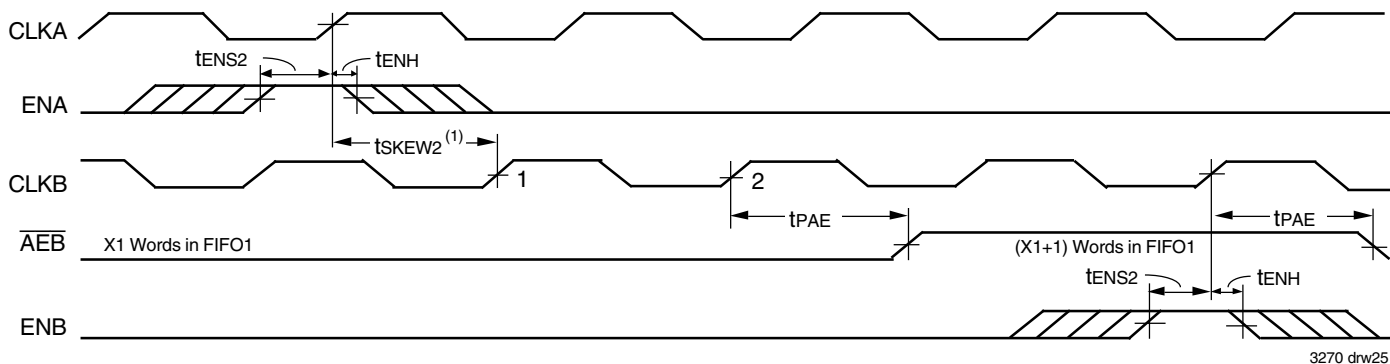 CLKA
tENS2 tENH
ENA
tSKEW2 (1)
CLKB 1 2
tPAE tPAE
AEB X1 Words in FIFO1 (X1+1) Words in FIFO1
tENS2 tENH
ENB
3270 drw25